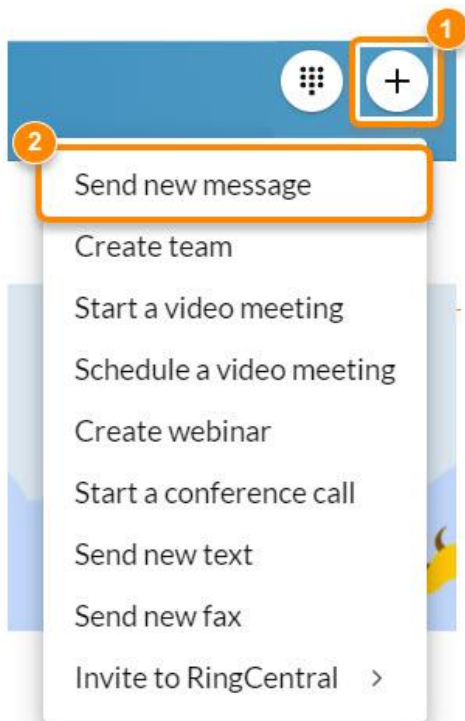 1
2
Send new message
Create team
Start a video meeting
Schedule a video meeting
Create webinar
Start a conference call
Send new text
Send new fax
Invite to RingCentral